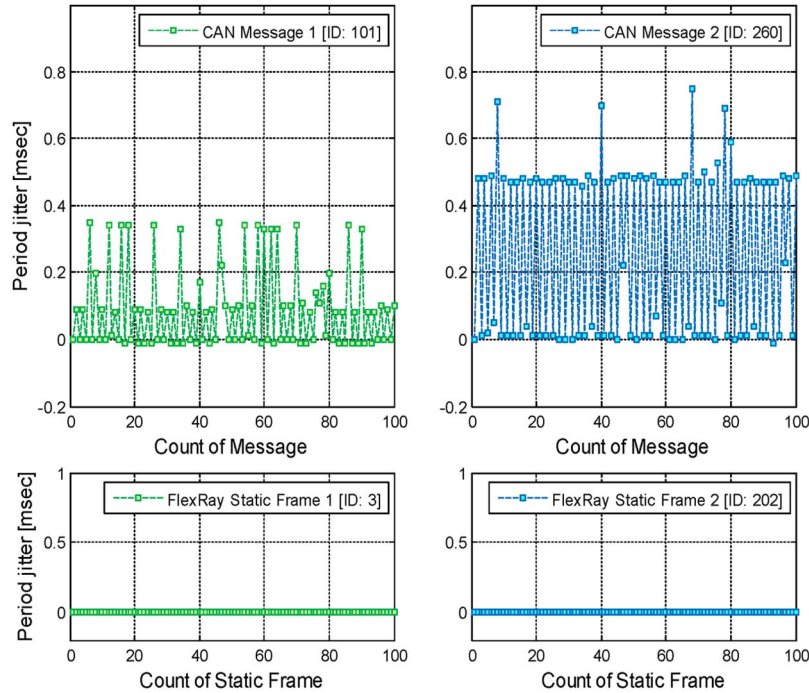 CAN Message 1 [ID: 101]
CAN Message 2 [ID: 260]
Period jitter [msec]
0.8
0.6
0.4
0.2
0
-0.2
0 20 40 60 80 100
Count of Message
0.8
0.6
0.4
0.2
0
-0.2
0 20 40 60 80 100
Count of Message
FlexRay Static Frame 1 [ID: 3]
FlexRay Static Frame 2 [ID: 202]
Period jitter [msec]
1
0.5
0
0 20 40 60 80 100
Count of Static Frame
1
0.5
0
0 20 40 60 80 100
Count of Static Frame